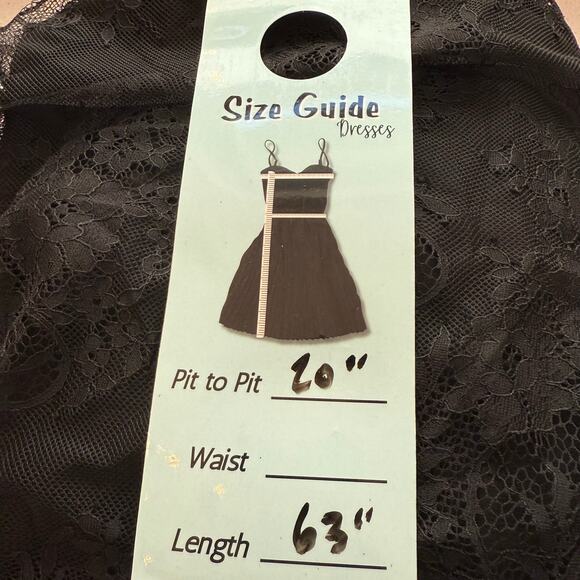 Size Guide
Dresses
Pit to Pit 20"
Waist
Length 63"